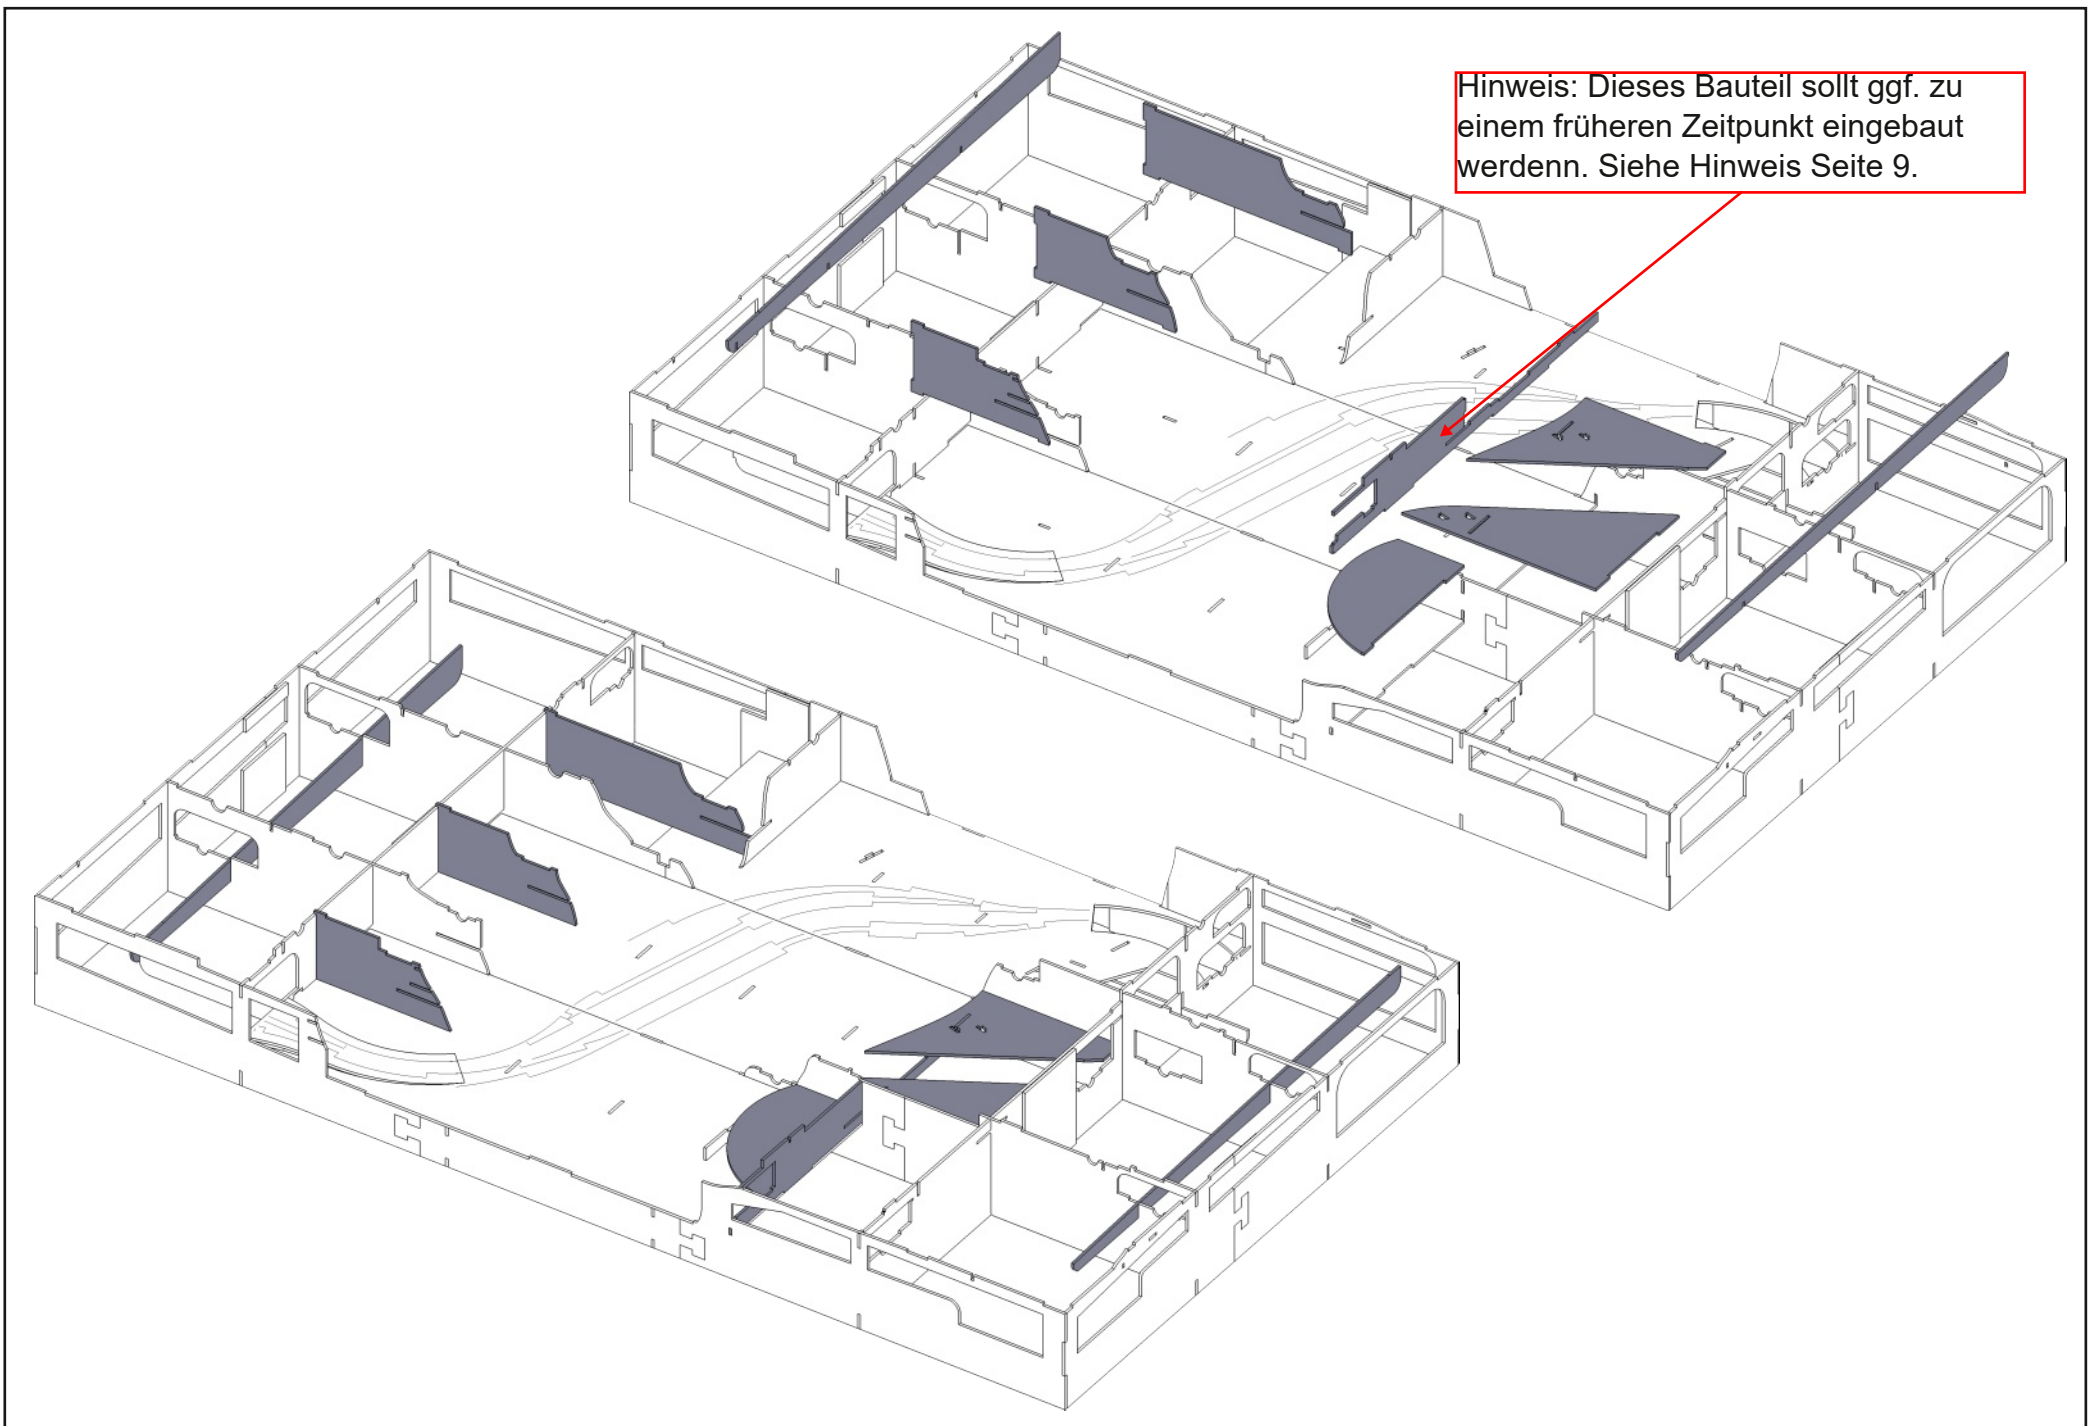 Hinweis: Dieses Bauteil sollt ggf. zu
einem früheren Zeitpunkt eingebaut
werdenn. Siehe Hinweis Seite 9.